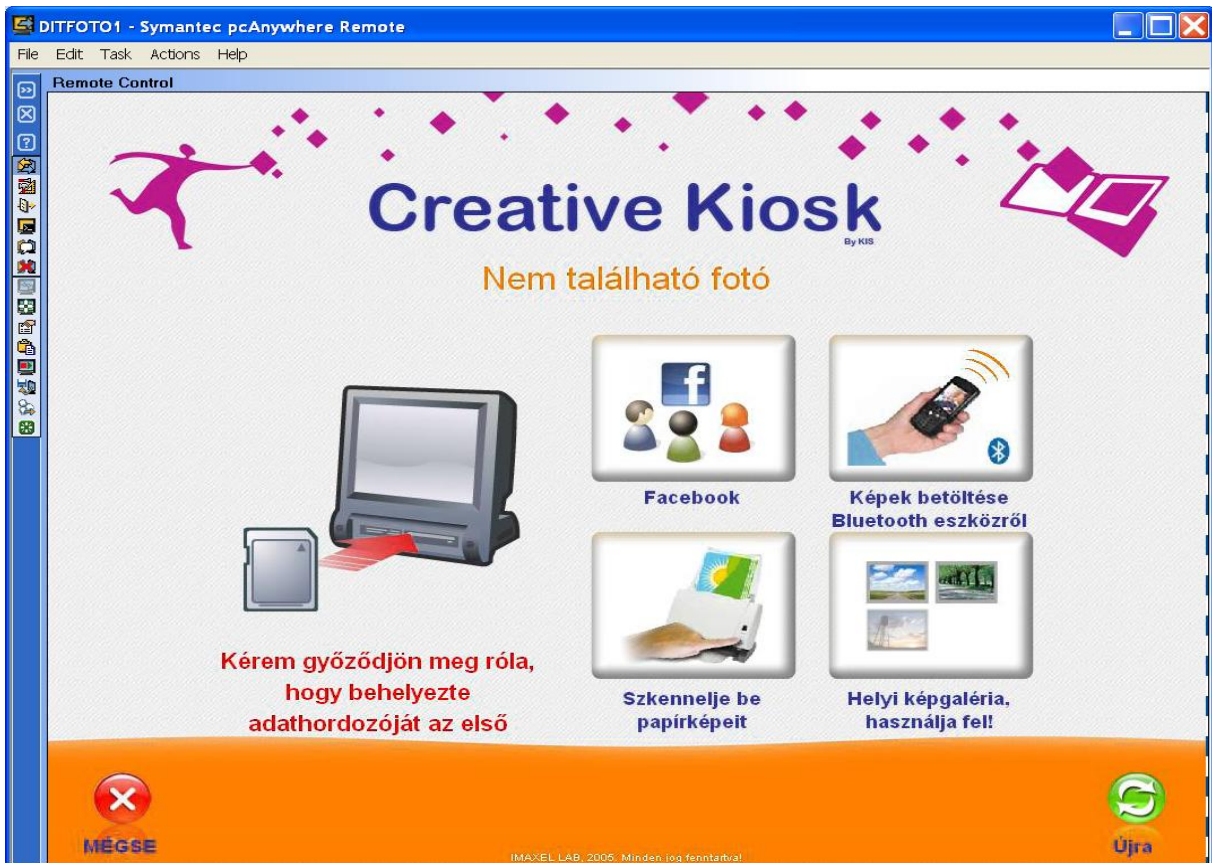 DITFOTO1 - Symantec pcAnywhere Remote
File Edit Task Actions Help
Remote Control
Creative Kiosk
By KIS
Nem található fotó
Facebook
Képek betöltése
Bluetooth eszközről
Kérem győződjön meg róla,
hogy behelyezte
adathordozóját az első
Szkennelje be
papírképeit
Helyi képgaléria,
használja fel!
MÉGSE
Újra
IMAXEL LAB, 2005. Minden jog fenntartva!